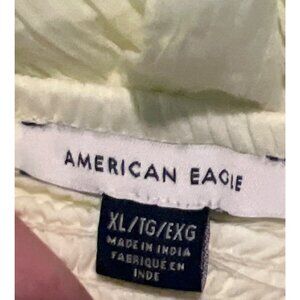 AMERICAN EAGLE
XL/TG/EXG
MADE IN INDIA
FABRIQUÉ EN
INDE